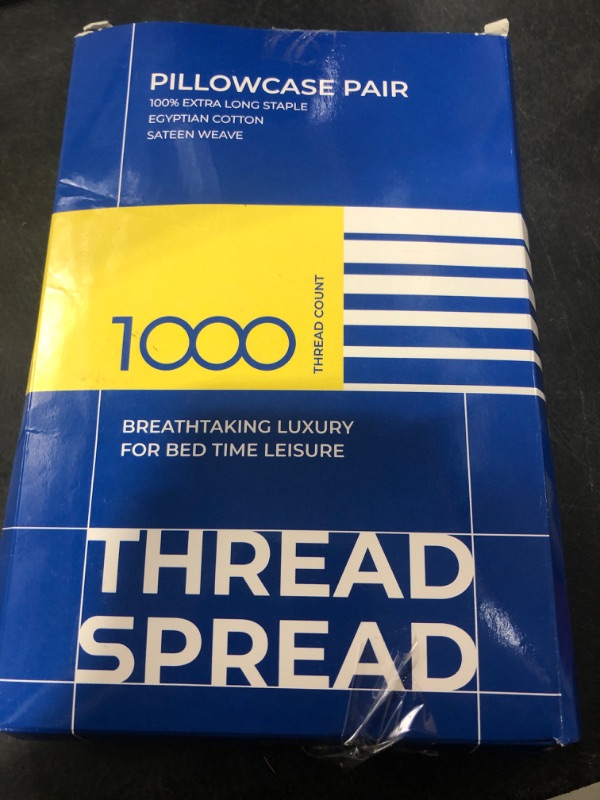 PILLOWCASE PAIR
100% EXTRA LONG STAPLE
EGYPTIAN COTTON
SATEEN WEAVE
1000
THREAD COUNT
BREATHTAKING LUXURY
FOR BED TIME LEISURE
THREAD
SPREAD